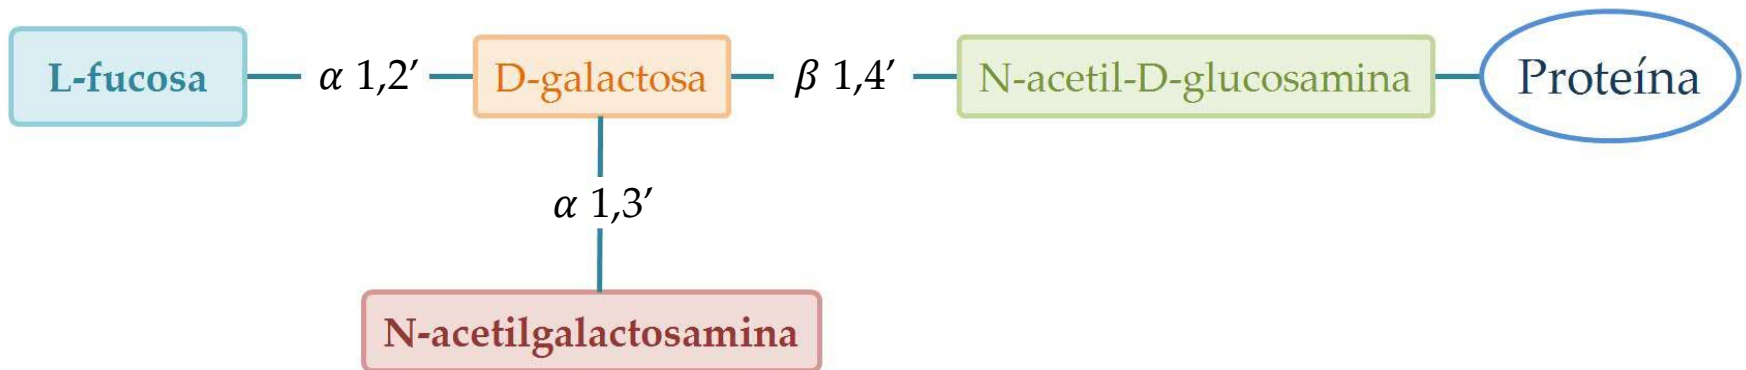 L-fucosa α 1,2′ D-galactosa β 1,4′ N-acetil-D-glucosamina Proteína
α 1,3′
N-acetilgalactosamina